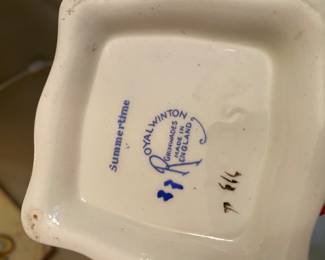 Summertime
ROYAL WINTON
GRIMWADES
MADE IN
ENGLAND